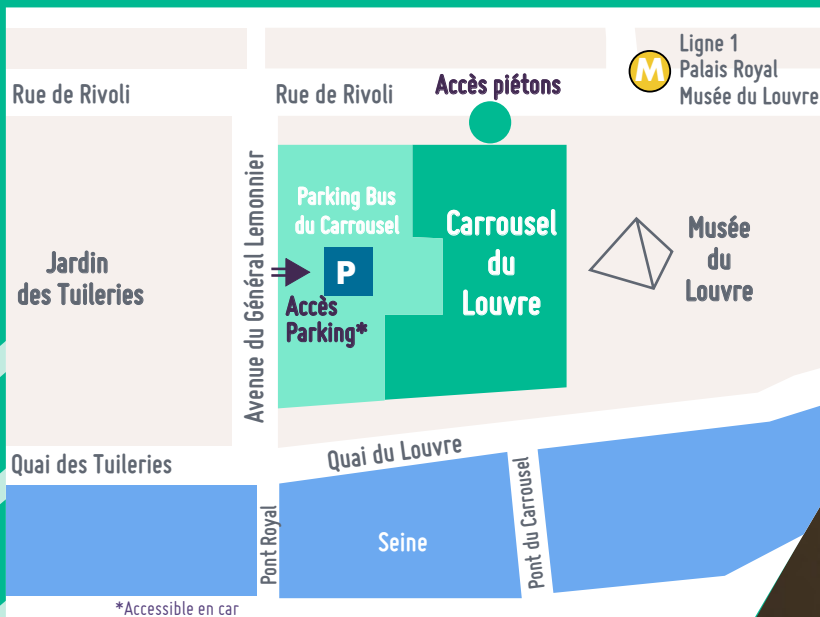 Ligne 1
Palais Royal
Musée du Louvre
M
Rue de Rivoli
Rue de Rivoli
Accès piétons
Avenue du Général Lemonnier
Parking Bus
du Carrousel
P
Accès
Parking*
Carrousel
du
Louvre
Musée
du
Louvre
Jardin
des Tuileries
Quai des Tuileries
Quai du Louvre
Pont Royal
Seine
Pont du Carrousel
*Accessible en car